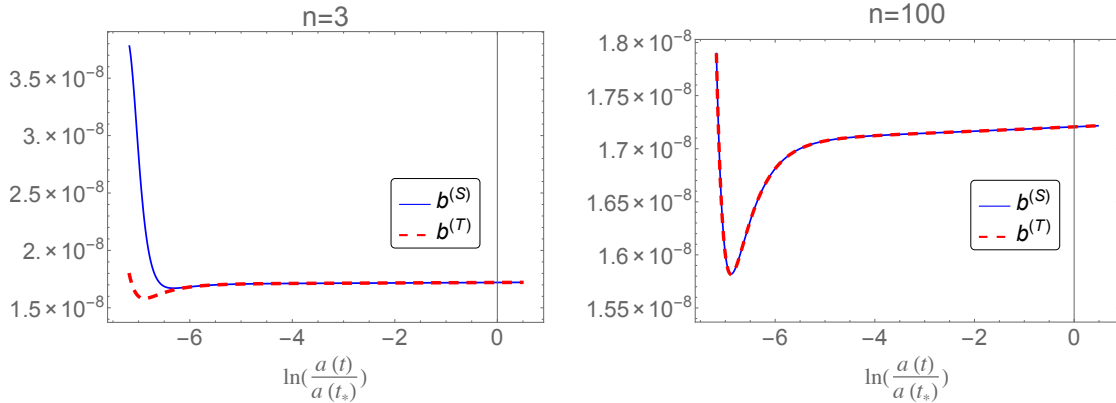 n=3
3.5 × 10⁻⁸
3. × 10⁻⁸
2.5 × 10⁻⁸
2. × 10⁻⁸
1.5 × 10⁻⁸
b⁽ˢ⁾
b⁽ᵀ⁾
−6 −4 −2 0
ln(a(t)/a(t*))
n=100
1.8 × 10⁻⁸
1.75 × 10⁻⁸
1.7 × 10⁻⁸
1.65 × 10⁻⁸
1.6 × 10⁻⁸
1.55 × 10⁻⁸
b⁽ˢ⁾
b⁽ᵀ⁾
−6 −4 −2 0
ln(a(t)/a(t*))